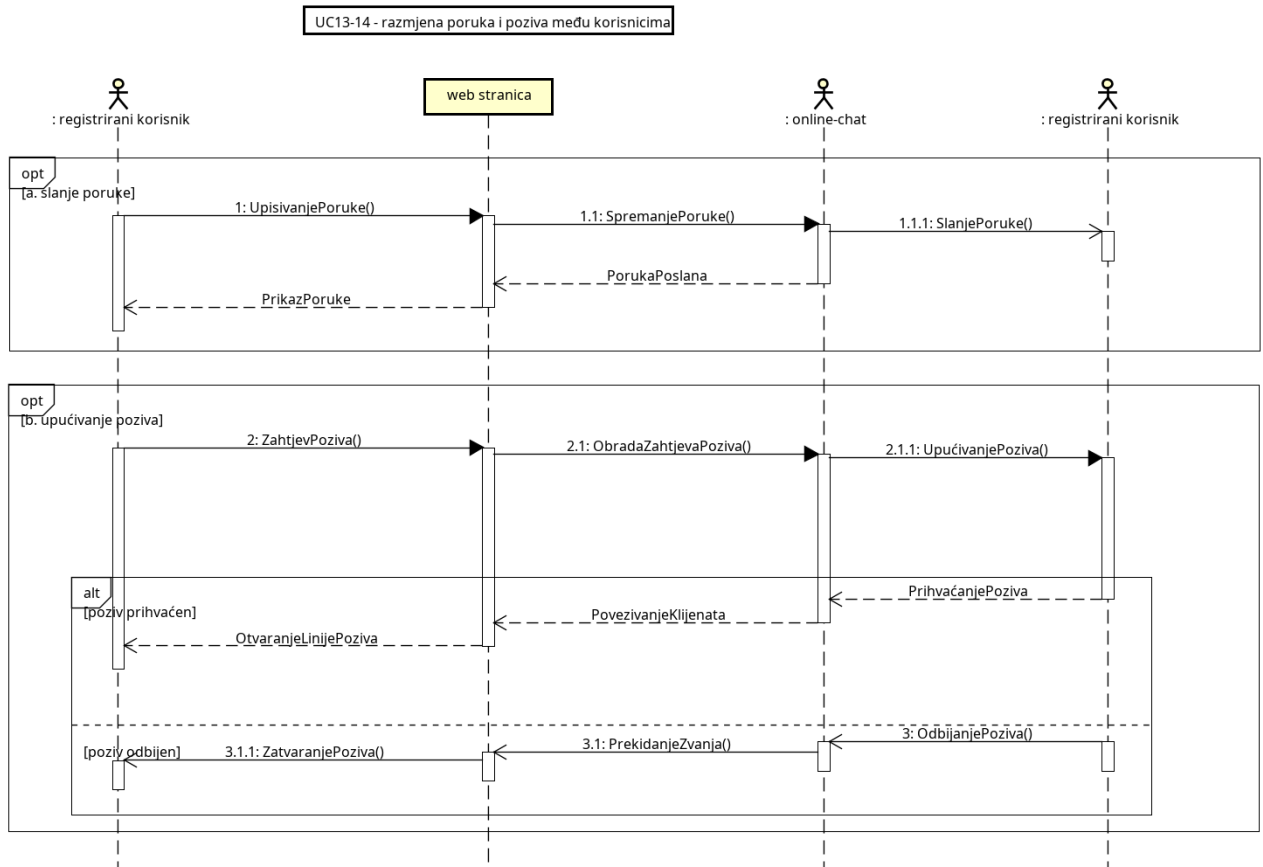 UC13-14 - razmjena poruka i poziva među korisnicima
: registrirani korisnik
web stranica
: online-chat
: registrirani korisnik
opt
[a. slanje poruke]
1: UpisivanjePoruke()
1.1: SpremanjePoruke()
1.1.1: SlanjePoruke()
PorukaPoslana
PrikazPoruke
opt
[b. upućivanje poziva]
2: ZahtjevPoziva()
2.1: ObradaZahtjevaPoziva()
2.1.1: UpućivanjePoziva()
alt
[poziv prihvaćen]
PrihvaćanjePoziva
PovezivanjeKlijenata
OtvaranjeLinijePoziva
[poziv odbijen]
3: OdbijanjePoziva()
3.1: PrekidanjeZvanja()
3.1.1: ZatvaranjePoziva()